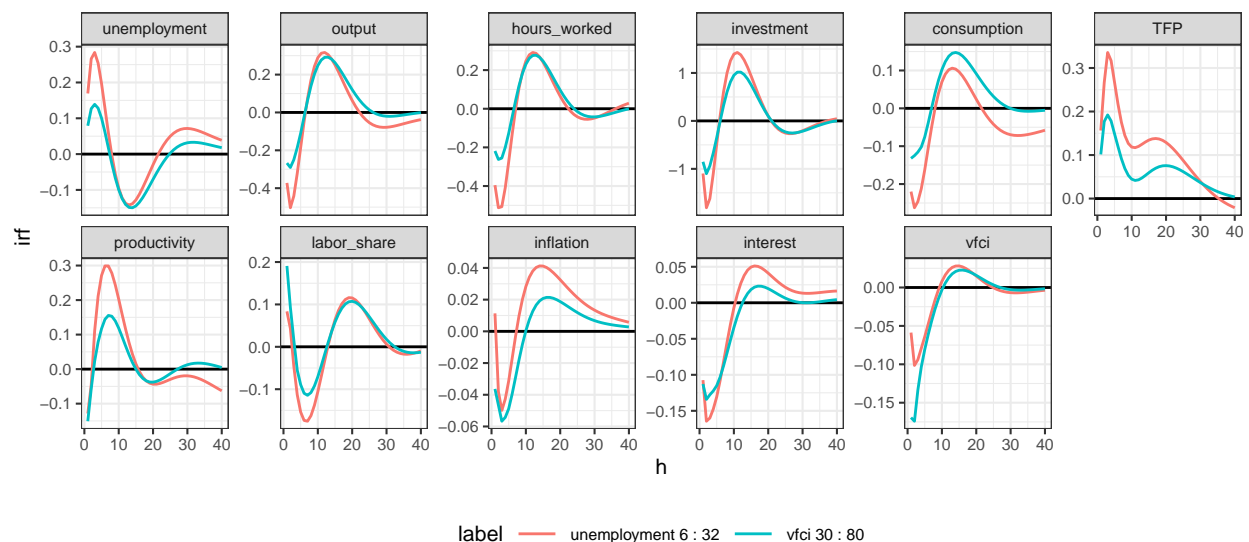 unemployment output hours_worked investment consumption TFP
0.3 0.2 0.1 0.0 −0.1
0.2 0.0 −0.2 −0.4
0.2 0.0 −0.2 −0.4
1 0 −1
0.1 0.0 −0.1 −0.2
0.3 0.2 0.1 0.0
0 10 20 30 40
irf
productivity labor_share inflation interest vfci
0.3 0.2 0.1 0.0 −0.1
0.2 0.1 0.0 −0.1
0.04 0.02 0.00 −0.02 −0.04 −0.06
0.05 0.00 −0.05 −0.10 −0.15
0.00 −0.05 −0.10 −0.15
0 10 20 30 40 0 10 20 30 40 0 10 20 30 40 0 10 20 30 40 0 10 20 30 40
h
label unemployment 6 : 32 vfci 30 : 80